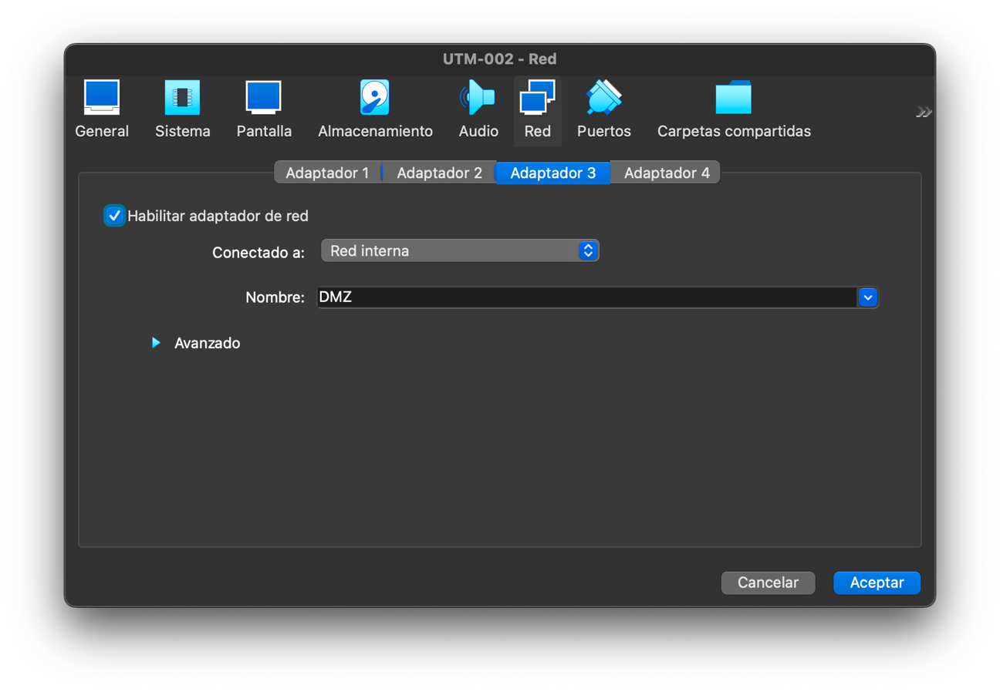 UTM-002 - Red
General Sistema Pantalla Almacenamiento Audio Red Puertos Carpetas compartidas
Adaptador 1 Adaptador 2 Adaptador 3 Adaptador 4
Habilitar adaptador de red
Conectado a: Red interna
Nombre: DMZ
Avanzado
Cancelar Aceptar